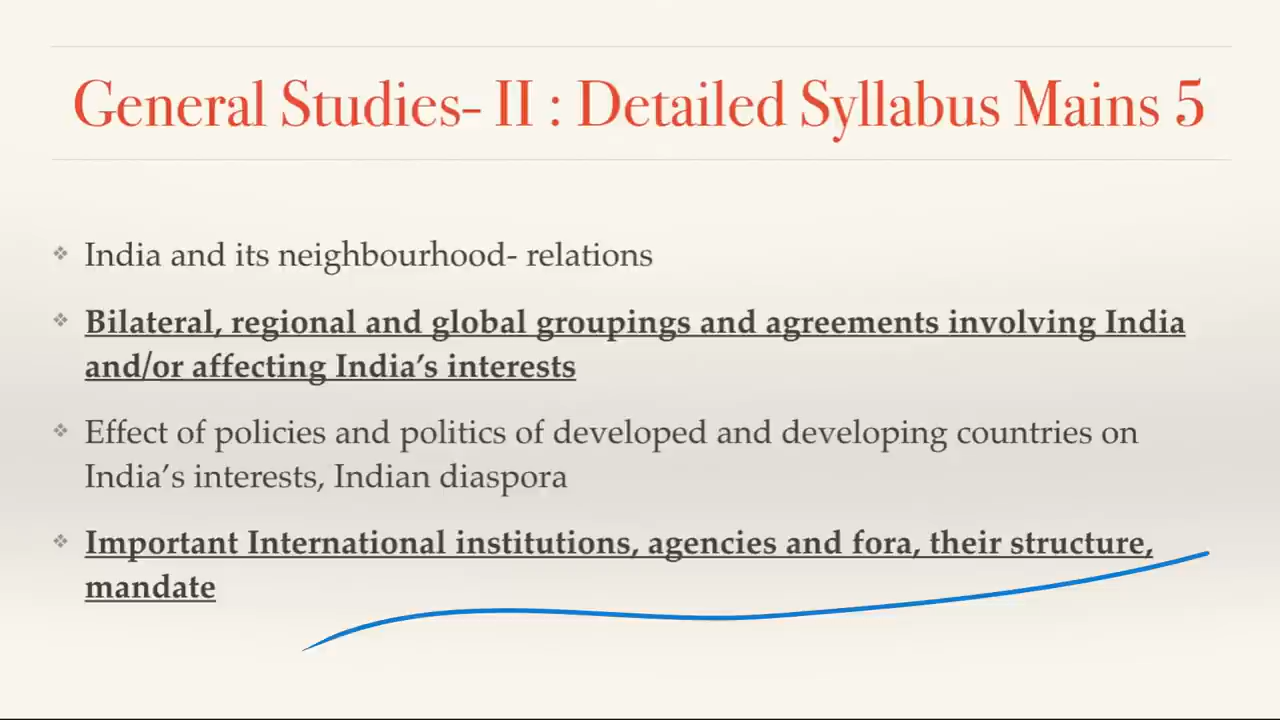 General Studies- II : Detailed Syllabus Mains 5
India and its neighbourhood- relations
Bilateral, regional and global groupings and agreements involving India
and/or affecting India’s interests
Effect of policies and politics of developed and developing countries on
India’s interests, Indian diaspora
Important International institutions, agencies and fora, their structure,
mandate